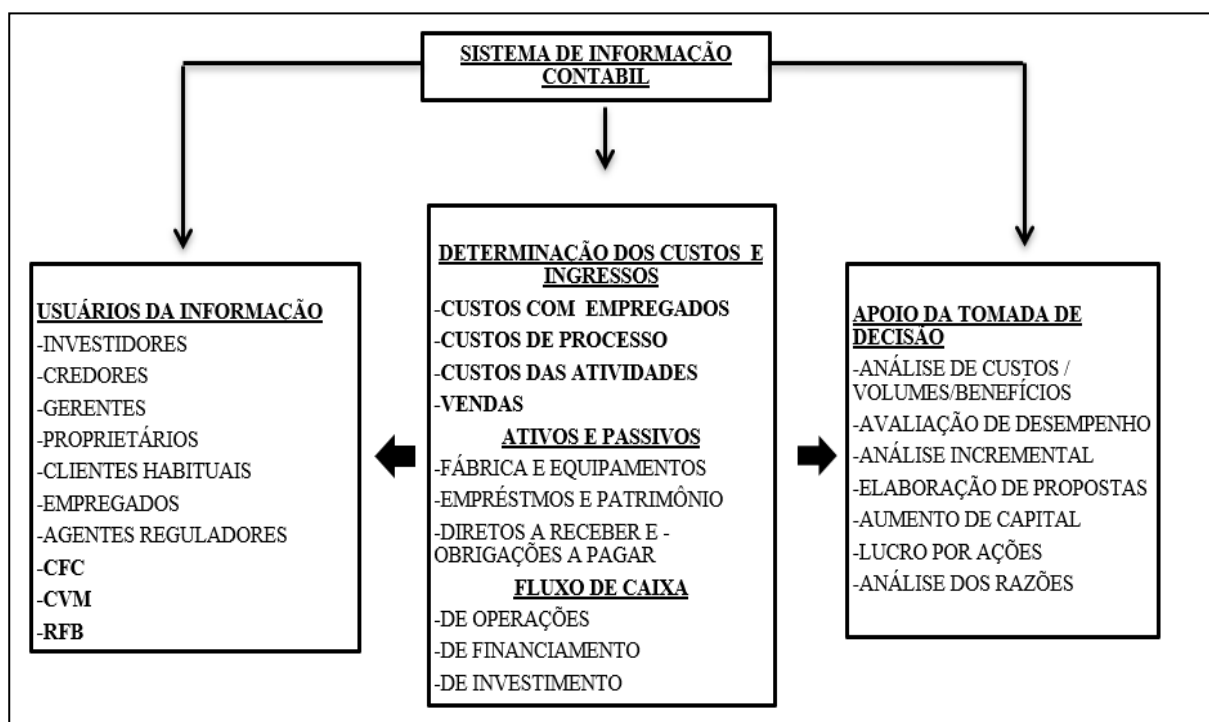 SISTEMA DE INFORMAÇÃO
CONTABIL
USUÁRIOS DA INFORMAÇÃO
-INVESTIDORES
-CREDORES
-GERENTES
-PROPRIETÁRIOS
-CLIENTES HABITUAIS
-EMPREGADOS
-AGENTES REGULADORES
-CFC
-CVM
-RFB
DETERMINAÇÃO DOS CUSTOS E
INGRESSOS
-CUSTOS COM EMPREGADOS
-CUSTOS DE PROCESSO
-CUSTOS DAS ATIVIDADES
-VENDAS
ATIVOS E PASSIVOS
-FÁBRICA E EQUIPAMENTOS
-EMPRÉSTMOS E PATRIMÔNIO
-DIRETOS A RECEBER E -
OBRIGAÇÕES A PAGAR
FLUXO DE CAIXA
-DE OPERAÇÕES
-DE FINANCIAMENTO
-DE INVESTIMENTO
APOIO DA TOMADA DE
DECISÃO
-ANÁLISE DE CUSTOS /
VOLUMES/BENEFÍCIOS
-AVALIAÇÃO DE DESEMPENHO
-ANÁLISE INCREMENTAL
-ELABORAÇÃO DE PROPOSTAS
-AUMENTO DE CAPITAL
-LUCRO POR AÇÕES
-ANÁLISE DOS RAZÕES